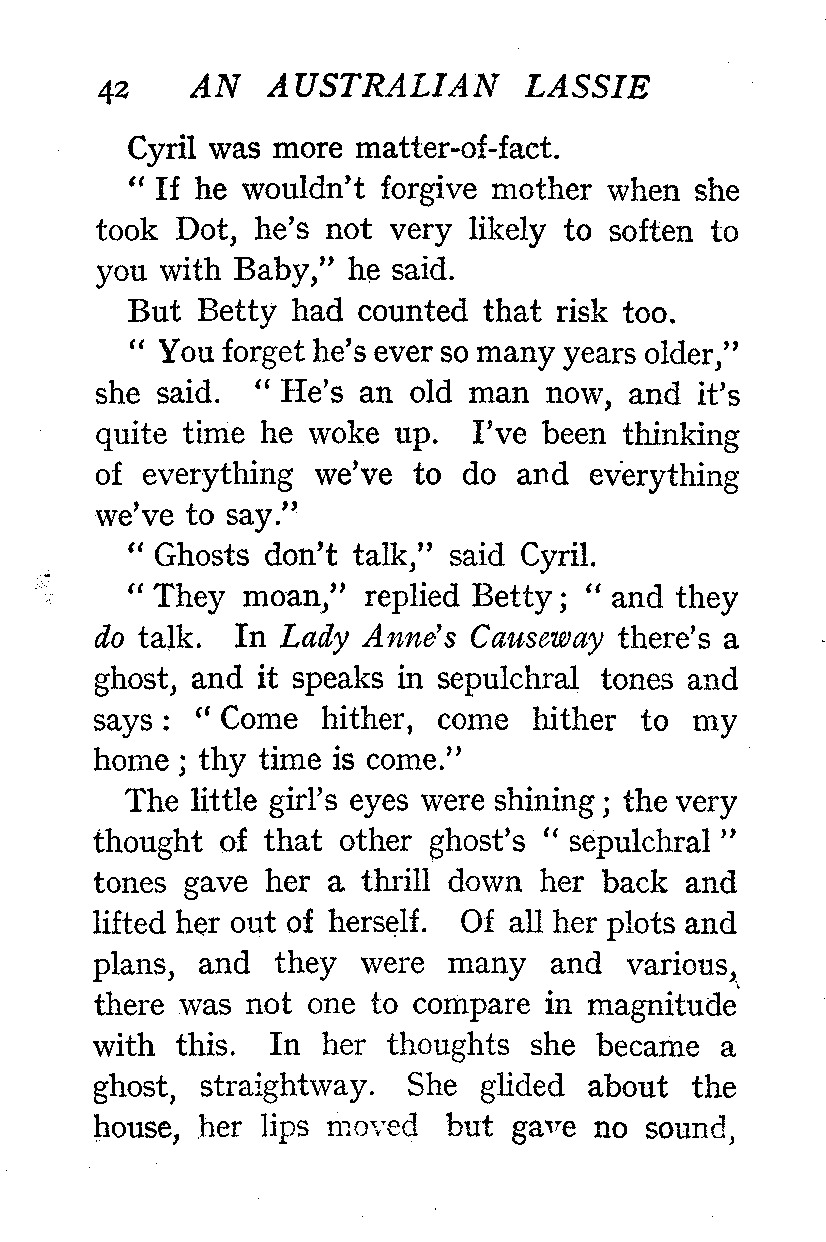 42 AN AUSTRALIAN LASSIE
Cyril was more matter-of-fact.
“ If he wouldn’t forgive mother when she
took Dot, he’s not very likely to soften to
you with Baby,” he said.
But Betty had counted that risk too.
“ You forget he’s ever so many years older,”
she said. “ He’s an old man now, and it’s
quite time he woke up. I’ve been thinking
of everything we’ve to do and everything
we’ve to say.”
“ Ghosts don’t talk,” said Cyril.
“ They moan,” replied Betty ; “ and they
do talk. In Lady Anne’s Causeway there’s a
ghost, and it speaks in sepulchral tones and
says : “ Come hither, come hither to my
home ; thy time is come.”
The little girl’s eyes were shining ; the very
thought of that other ghost’s “ sepulchral ”
tones gave her a thrill down her back and
lifted her out of herself. Of all her plots and
plans, and they were many and various,
there was not one to compare in magnitude
with this. In her thoughts she became a
ghost, straightway. She glided about the
house, her lips moved but gave no sound,